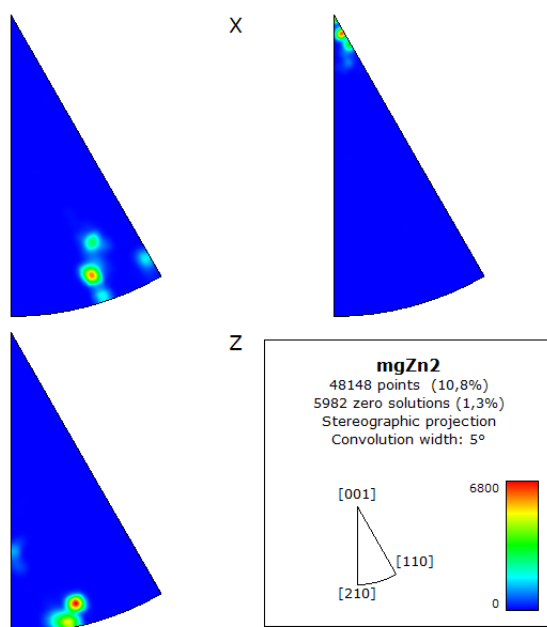 X
Z
mgZn2
48148 points (10,8%)
5982 zero solutions (1,3%)
Stereographic projection
Convolution width: 5°
6800
[001]
[110]
[210]
0